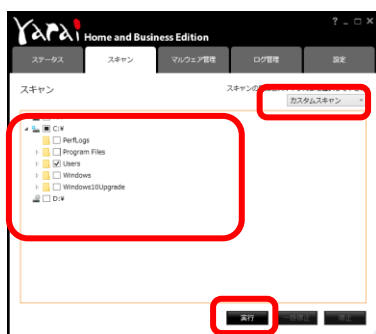 Yarai Home and Business Edition
ステータス スキャン マルウェア管理 ログ管理 設定
スキャン
カスタムスキャン
C:¥
PerfLogs
Program Files
Users
Windows
Windows10Upgrade
D:¥
実行